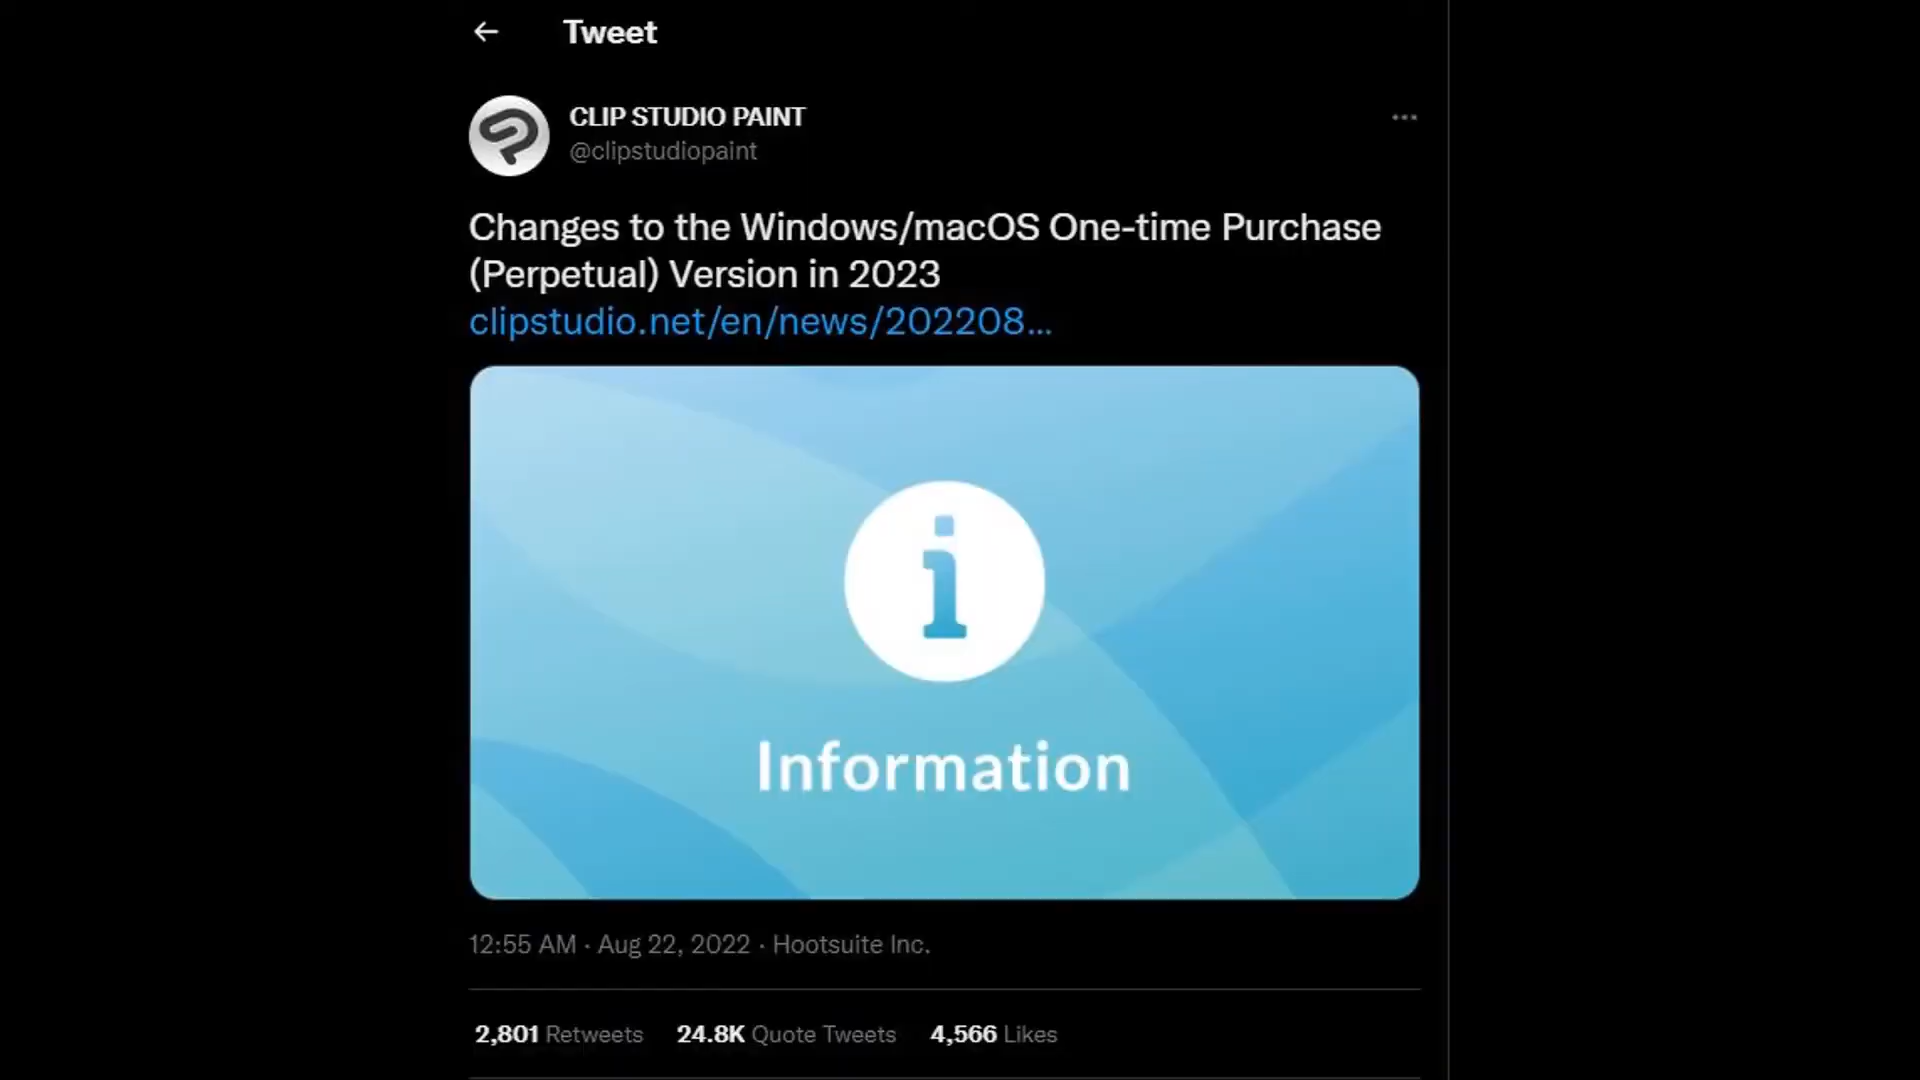 Tweet
CLIP STUDIO PAINT
@clipstudiopaint
Changes to the Windows/macOS One-time Purchase
(Perpetual) Version in 2023
clipstudio.net/en/news/202208...
i
Information
12:55 AM · Aug 22, 2022 · Hootsuite Inc.
2,801 Retweets 24.8K Quote Tweets 4,566 Likes